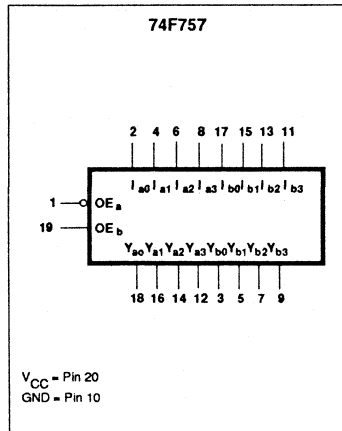 74F757
2 4 6 8 17 15 13 11
Ia0 Ia1 Ia2 Ia3 Ib0 Ib1 Ib2 Ib3
1 OEa
19 OEb
Yao Ya1 Ya2 Ya3 Yb0 Yb1 Yb2 Yb3
18 16 14 12 3 5 7 9
VCC = Pin 20
GND = Pin 10